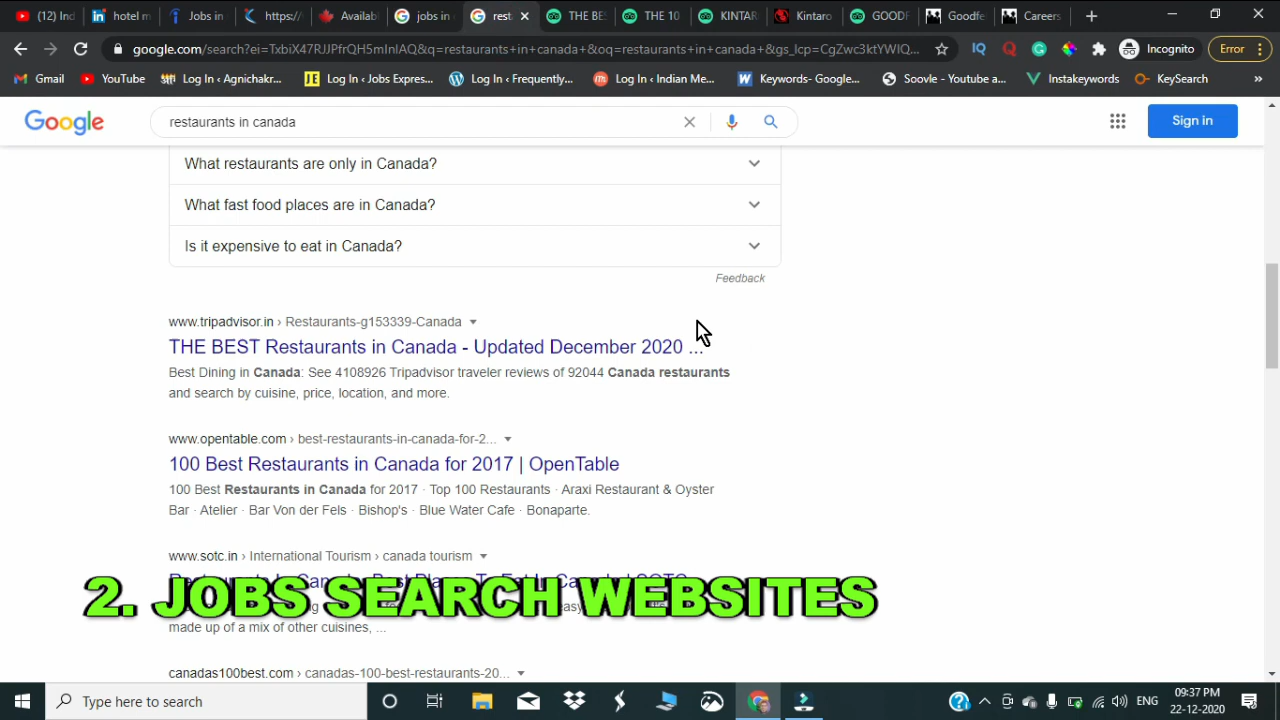 (12) Ind
hotel m
Jobs in
https:/
Availabl
jobs in
rest
THE BES
THE 10
KINTAR
Kintaro
GOODF
Goodfe
Careers
google.com/search?ei=TxbiX47RJJPfrQH5mInIAQ&q=restaurants+in+canada+&oq=restaurants+in+canada+&gs_lcp=CgZwc3ktYWIQ...
Incognito
Error
Gmail
YouTube
Log In ‹ Agnichakr...
Log In ‹ Jobs Expres...
Log In ‹ Frequently...
Log In ‹ Indian Me...
Keywords- Google...
Soovle - Youtube a...
Instakeywords
KeySearch
»
Google
restaurants in canada
Sign in
What restaurants are only in Canada?
What fast food places are in Canada?
Is it expensive to eat in Canada?
Feedback
www.tripadvisor.in › Restaurants-g153339-Canada
THE BEST Restaurants in Canada - Updated December 2020 ...
Best Dining in Canada: See 4108926 Tripadvisor traveler reviews of 92044 Canada restaurants
and search by cuisine, price, location, and more.
www.opentable.com › best-restaurants-in-canada-for-2...
100 Best Restaurants in Canada for 2017 | OpenTable
100 Best Restaurants in Canada for 2017 · Top 100 Restaurants · Araxi Restaurant & Oyster
Bar · Atelier · Bar Von der Fels · Bishop's · Blue Water Cafe · Bonaparte.
www.sotc.in › International Tourism › canada tourism
2. JOBS SEARCH WEBSITES
made up of a mix of other cuisines, ...
canadas100best.com › canadas-100-best-restaurants-20...
Type here to search
ENG
09:37 PM
22-12-2020